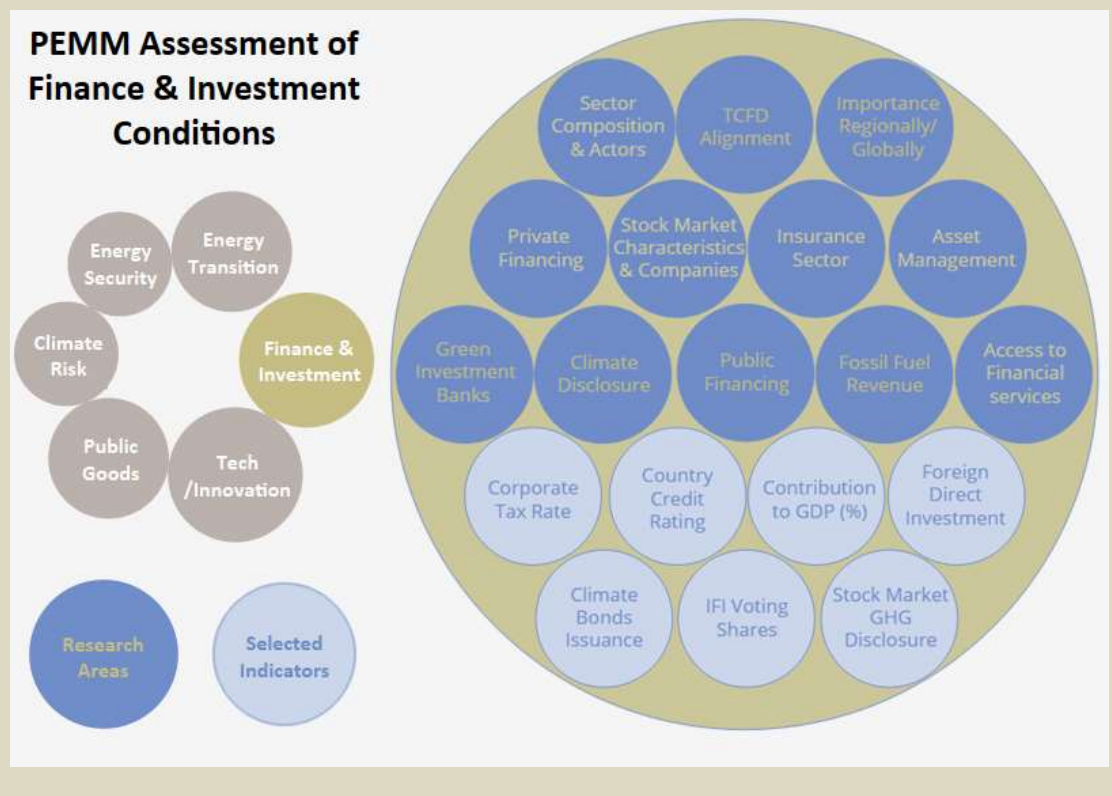 PEMM Assessment of
Finance & Investment
Conditions
Energy
Security
Energy
Transition
Climate
Risk
Finance &
Investment
Public
Goods
Tech
/Innovation
Research
Areas
Selected
Indicators
Sector
Composition
& Actors
TCFD
Alignment
Importance
Regionally/
Globally
Private
Financing
Stock Market
Characteristics
& Companies
Insurance
Sector
Asset
Management
Green
Investment
Banks
Climate
Disclosure
Public
Financing
Fossil Fuel
Revenue
Access to
Financial
services
Corporate
Tax Rate
Country
Credit
Rating
Contribution
to GDP (%)
Foreign
Direct
Investment
Climate
Bonds
Issuance
IFI Voting
Shares
Stock Market
GHG
Disclosure